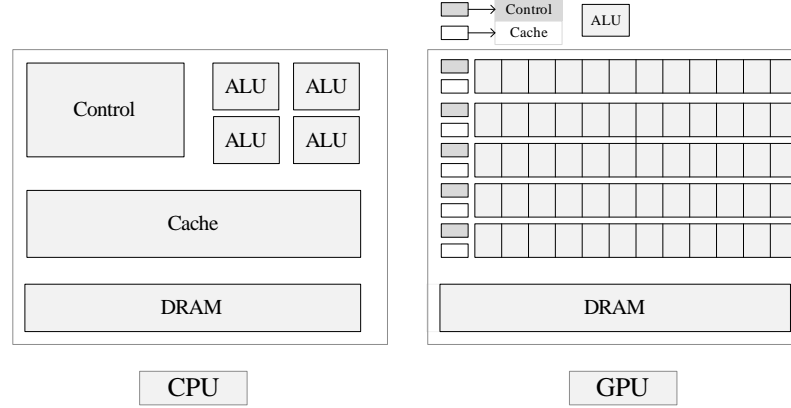 Control
Cache
ALU
Control
ALU ALU
ALU ALU
Cache
DRAM
DRAM
CPU
GPU